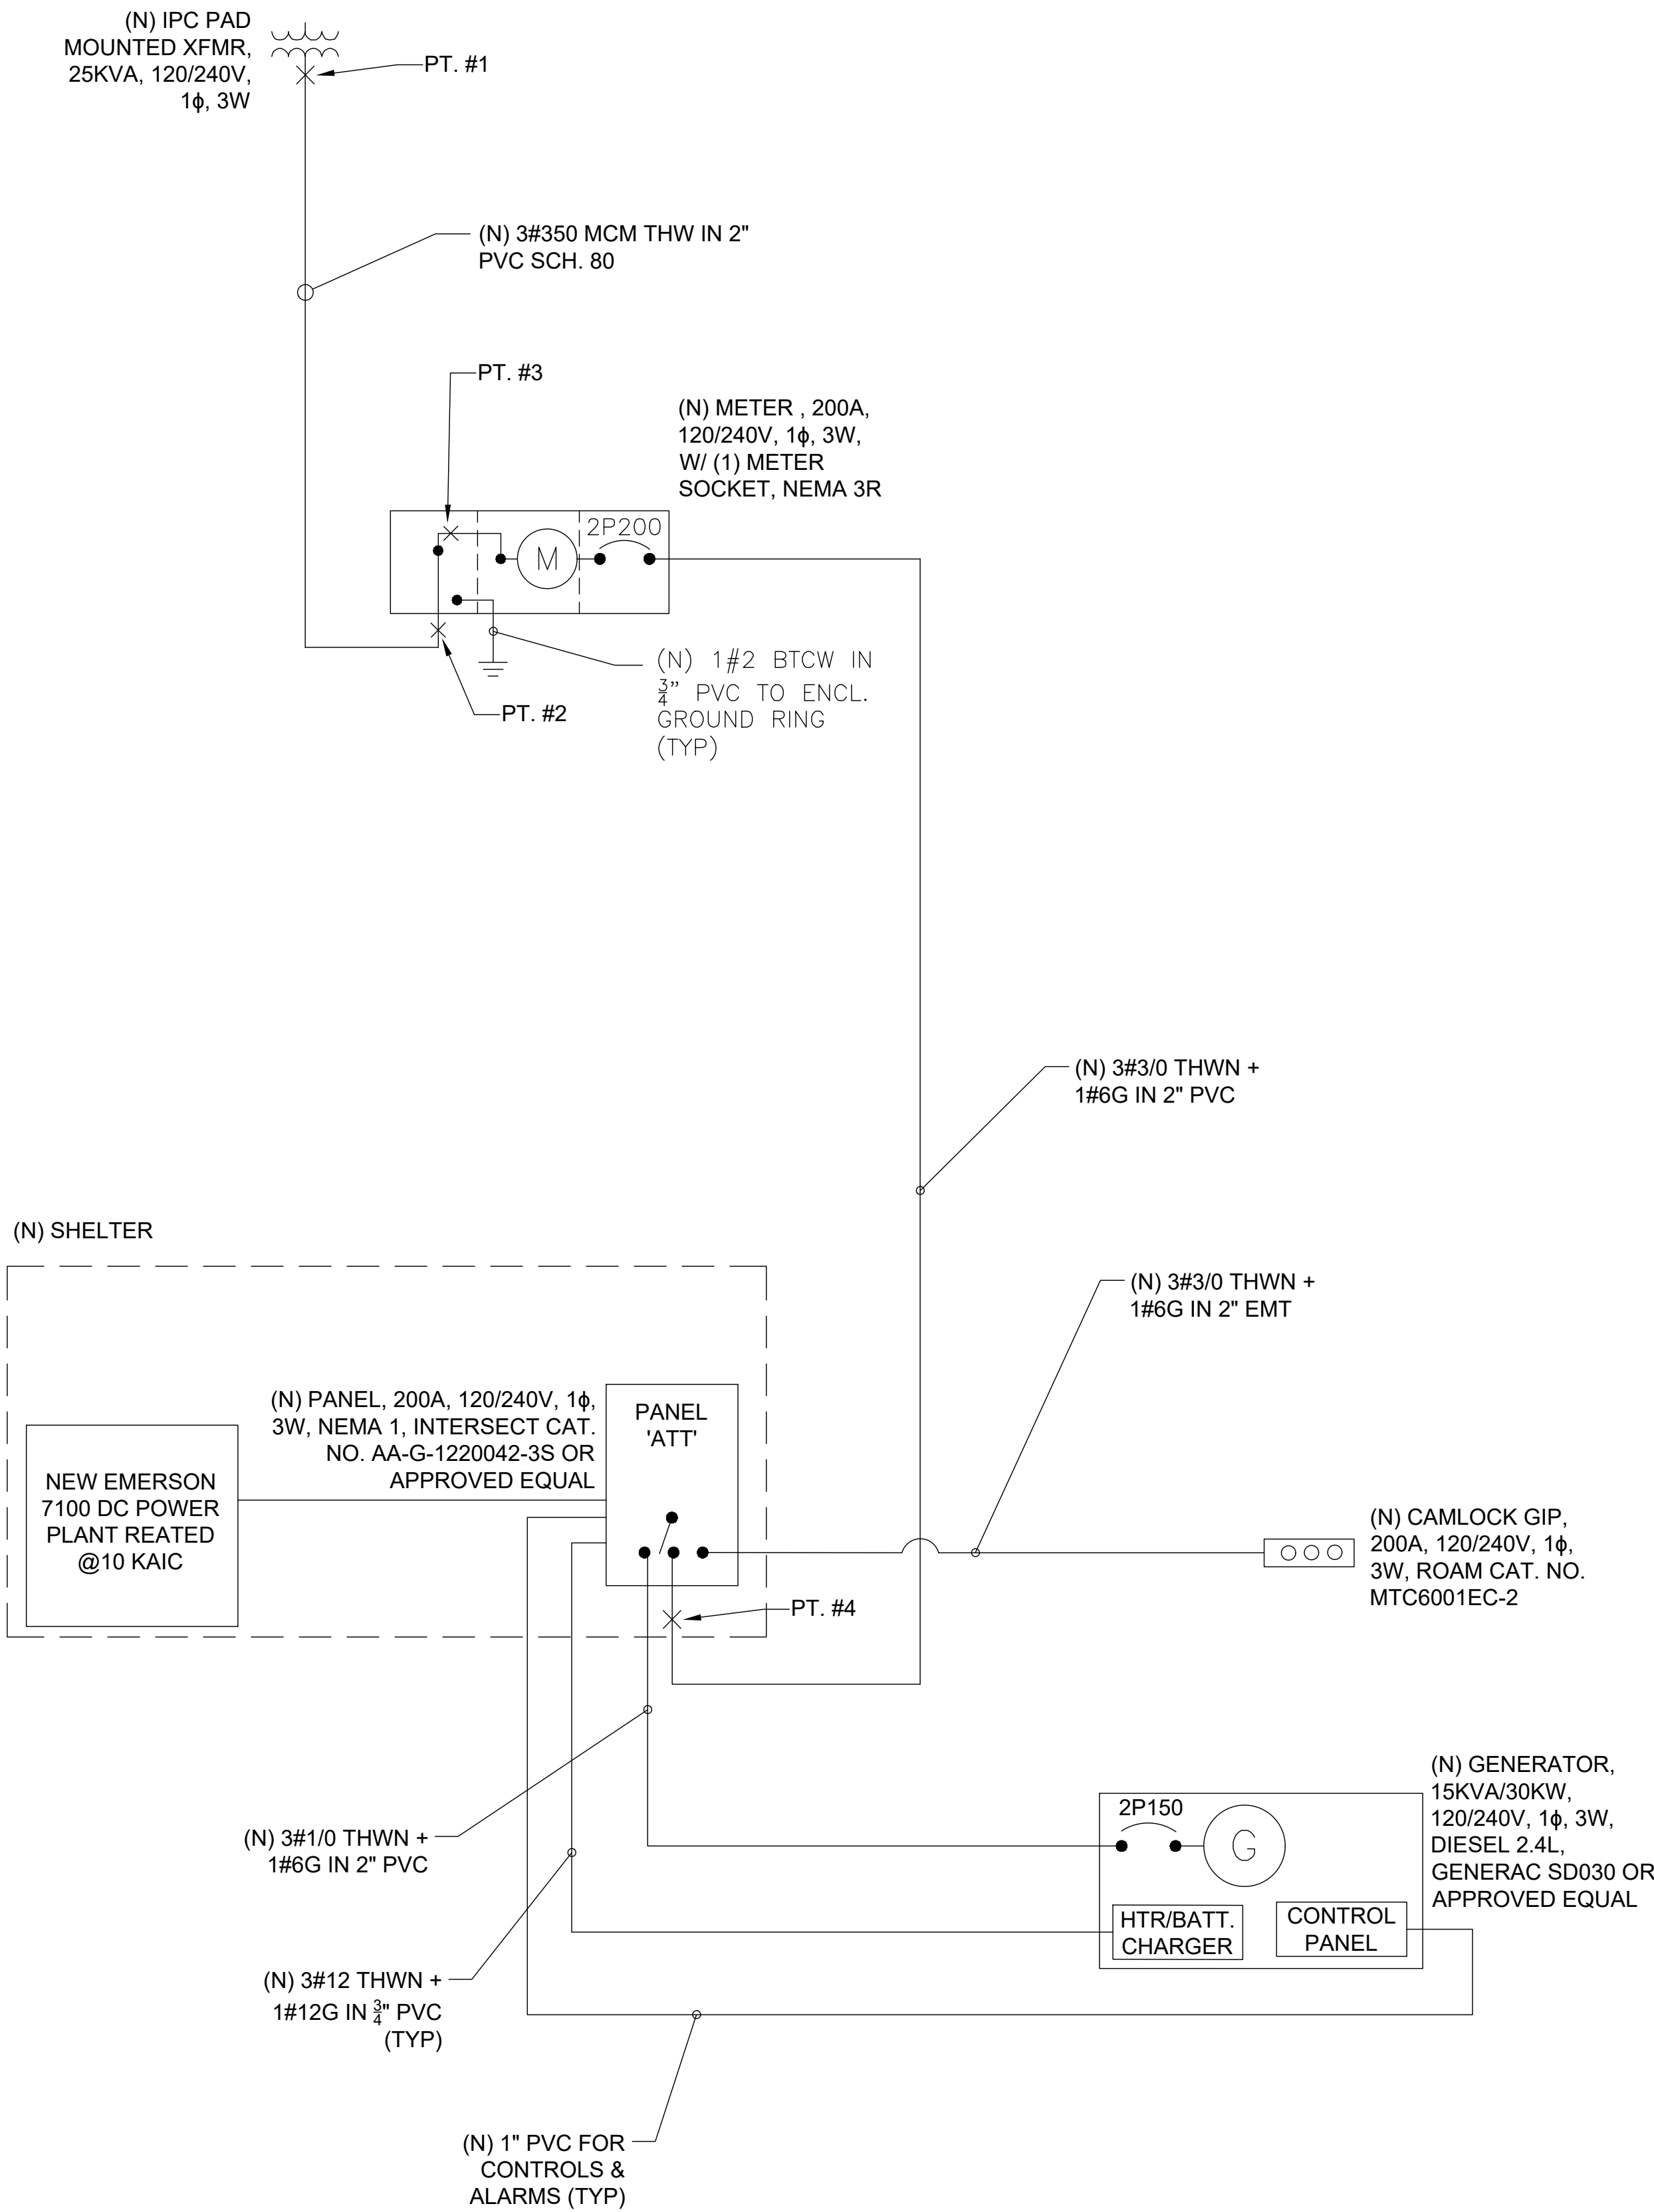 (N) IPC PAD
MOUNTED XFMR,
25KVA, 120/240V,
1ϕ, 3W
PT. #1
(N) 3#350 MCM THW IN 2"
PVC SCH. 80
PT. #3
(N) METER , 200A,
120/240V, 1ϕ, 3W,
W/ (1) METER
SOCKET, NEMA 3R
2P200
M
(N) 1#2 BTCW IN
3/4" PVC TO ENCL.
GROUND RING
(TYP)
PT. #2
(N) 3#3/0 THWN +
1#6G IN 2" PVC
(N) SHELTER
(N) 3#3/0 THWN +
1#6G IN 2" EMT
(N) PANEL, 200A, 120/240V, 1ϕ,
3W, NEMA 1, INTERSECT CAT.
NO. AA-G-1220042-3S OR
APPROVED EQUAL
PANEL
'ATT'
NEW EMERSON
7100 DC POWER
PLANT REATED
@10 KAIC
(N) CAMLOCK GIP,
200A, 120/240V, 1ϕ,
3W, ROAM CAT. NO.
MTC6001EC-2
PT. #4
(N) GENERATOR,
15KVA/30KW,
120/240V, 1ϕ, 3W,
DIESEL 2.4L,
GENERAC SD030 OR
APPROVED EQUAL
2P150
G
HTR/BATT.
CHARGER
CONTROL
PANEL
(N) 3#1/0 THWN +
1#6G IN 2" PVC
(N) 3#12 THWN +
1#12G IN 3/4" PVC
(TYP)
(N) 1" PVC FOR
CONTROLS &
ALARMS (TYP)